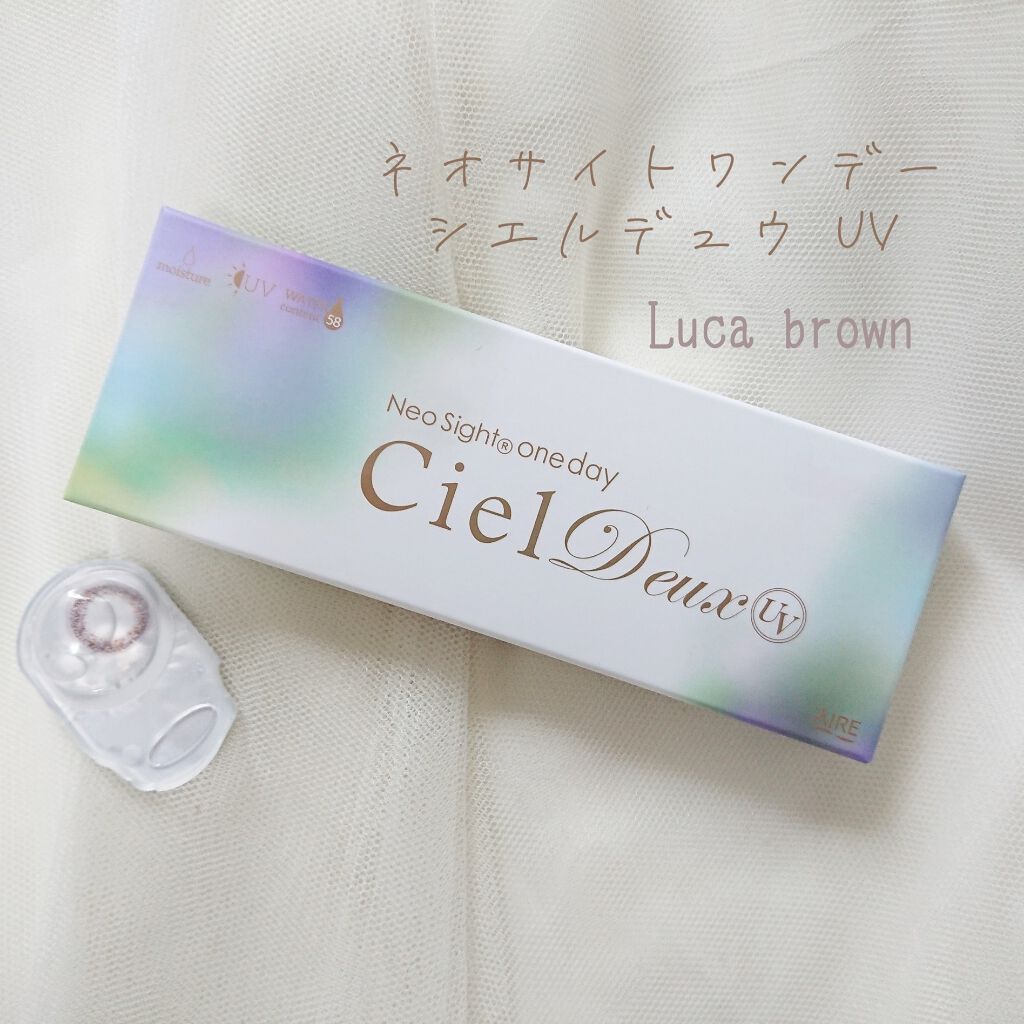 ネオサイトワンデー
シエルデュウ UV
Luca brown
moisture
UV
WATER
content 58
Neo Sight® one day
Ciel Deux UV
AIRE